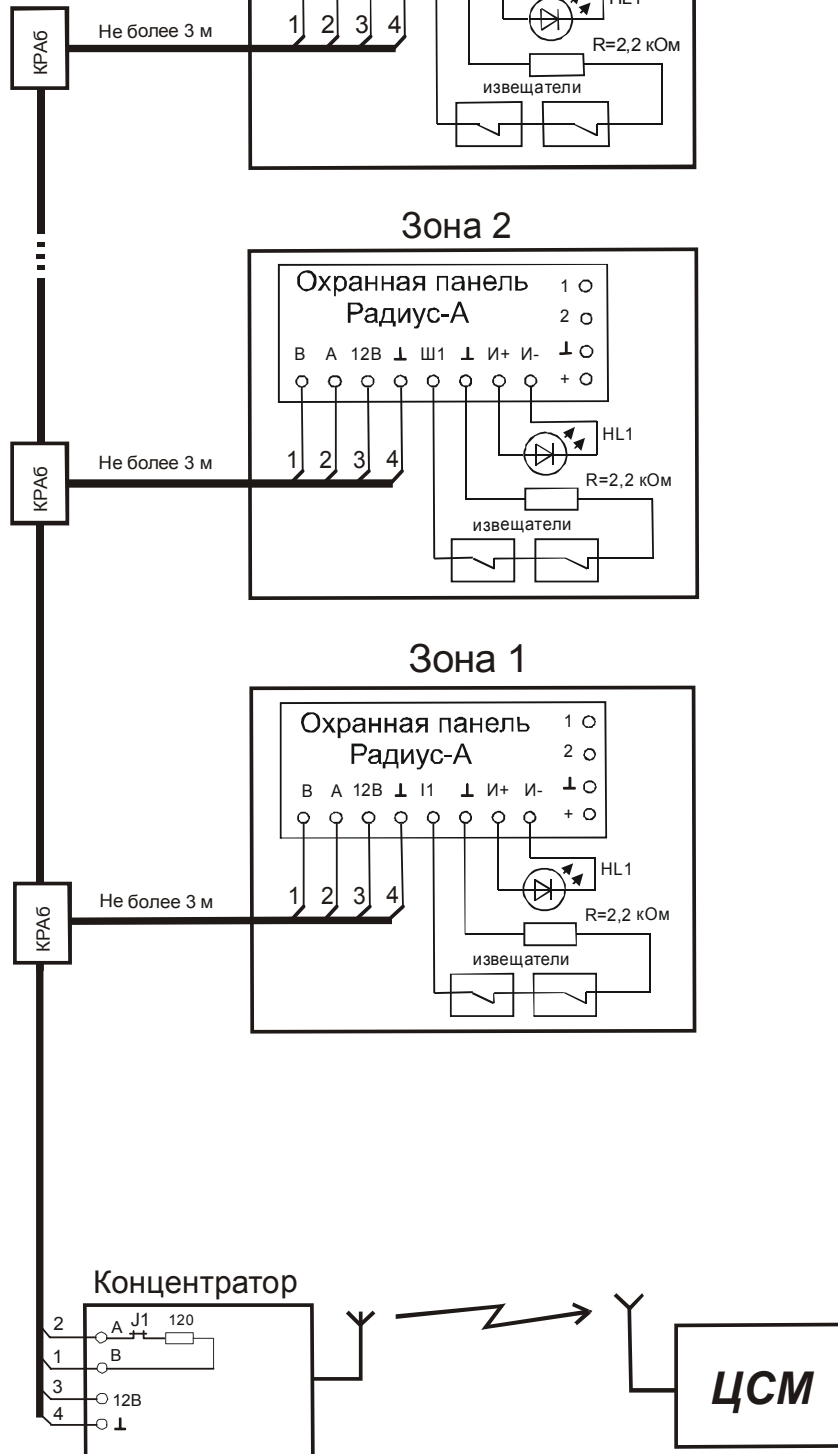 КРАб
Не более 3 м
1 2 3 4
R=2,2 кОм
извещатели
Зона 2
Охранная панель
Радиус-А
1
2
⊥
+
В А 12В ⊥ Ш1 ⊥ И+ И-
HL1
КРАб
Не более 3 м
1 2 3 4
R=2,2 кОм
извещатели
Зона 1
Охранная панель
Радиус-А
1
2
⊥
+
В А 12В ⊥ I1 ⊥ И+ И-
HL1
КРАб
Не более 3 м
1 2 3 4
R=2,2 кОм
извещатели
Концентратор
2 А J1 120
1 В
3 12В
4 ⊥
ЦСМ